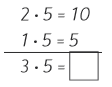 2 · 5 = 10
1 · 5 = 5
3 · 5 =